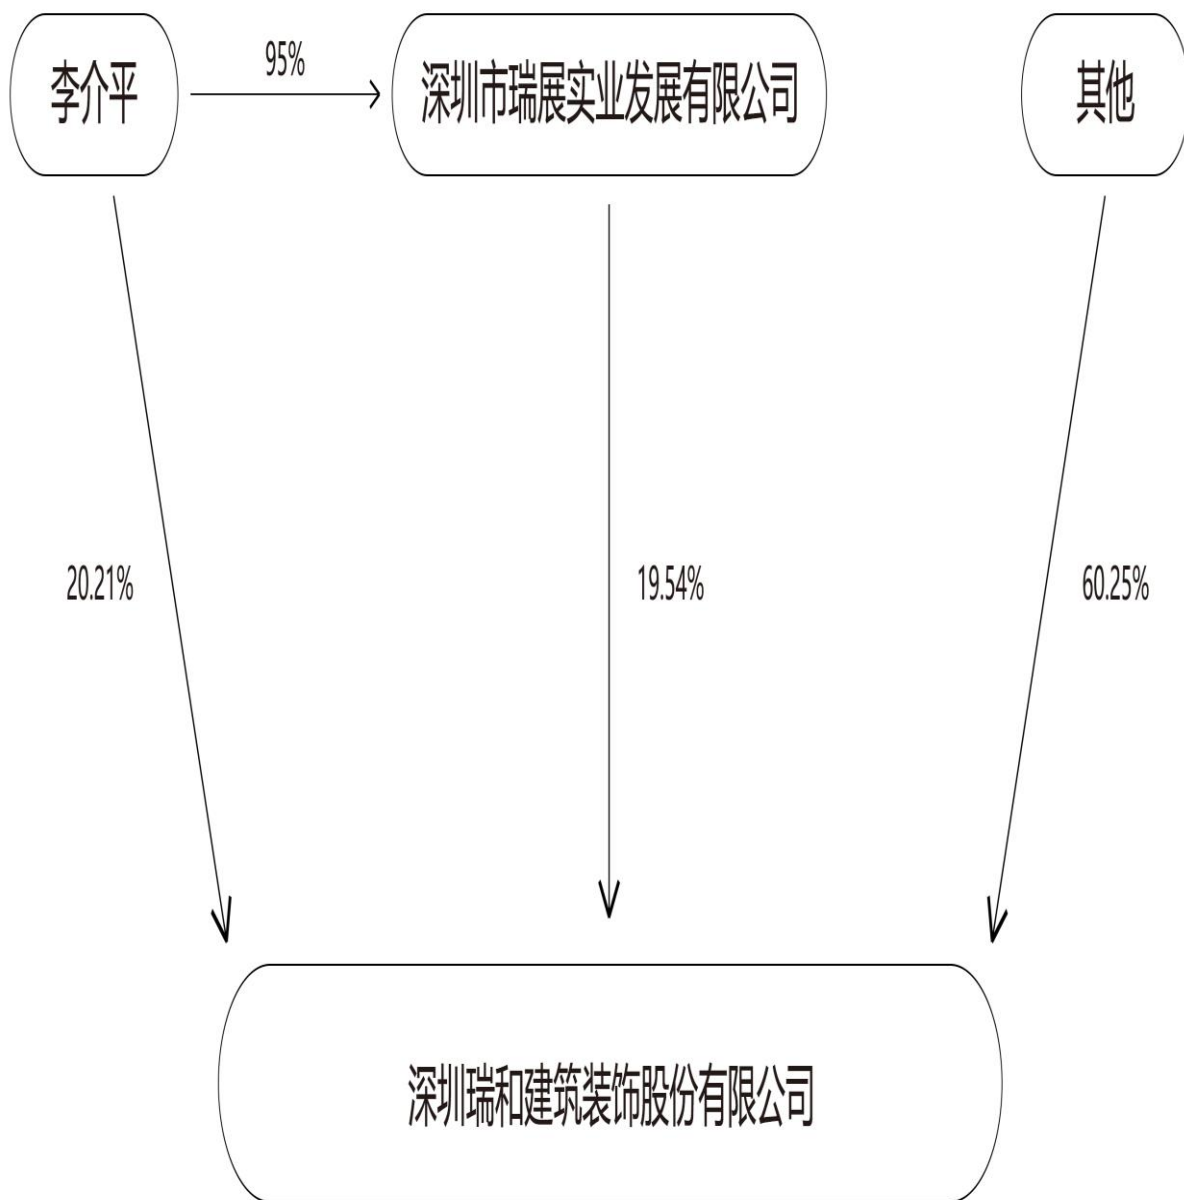 李介平
95%
深圳市瑞展实业发展有限公司
其他
20.21%
19.54%
60.25%
深圳瑞和建筑装饰股份有限公司